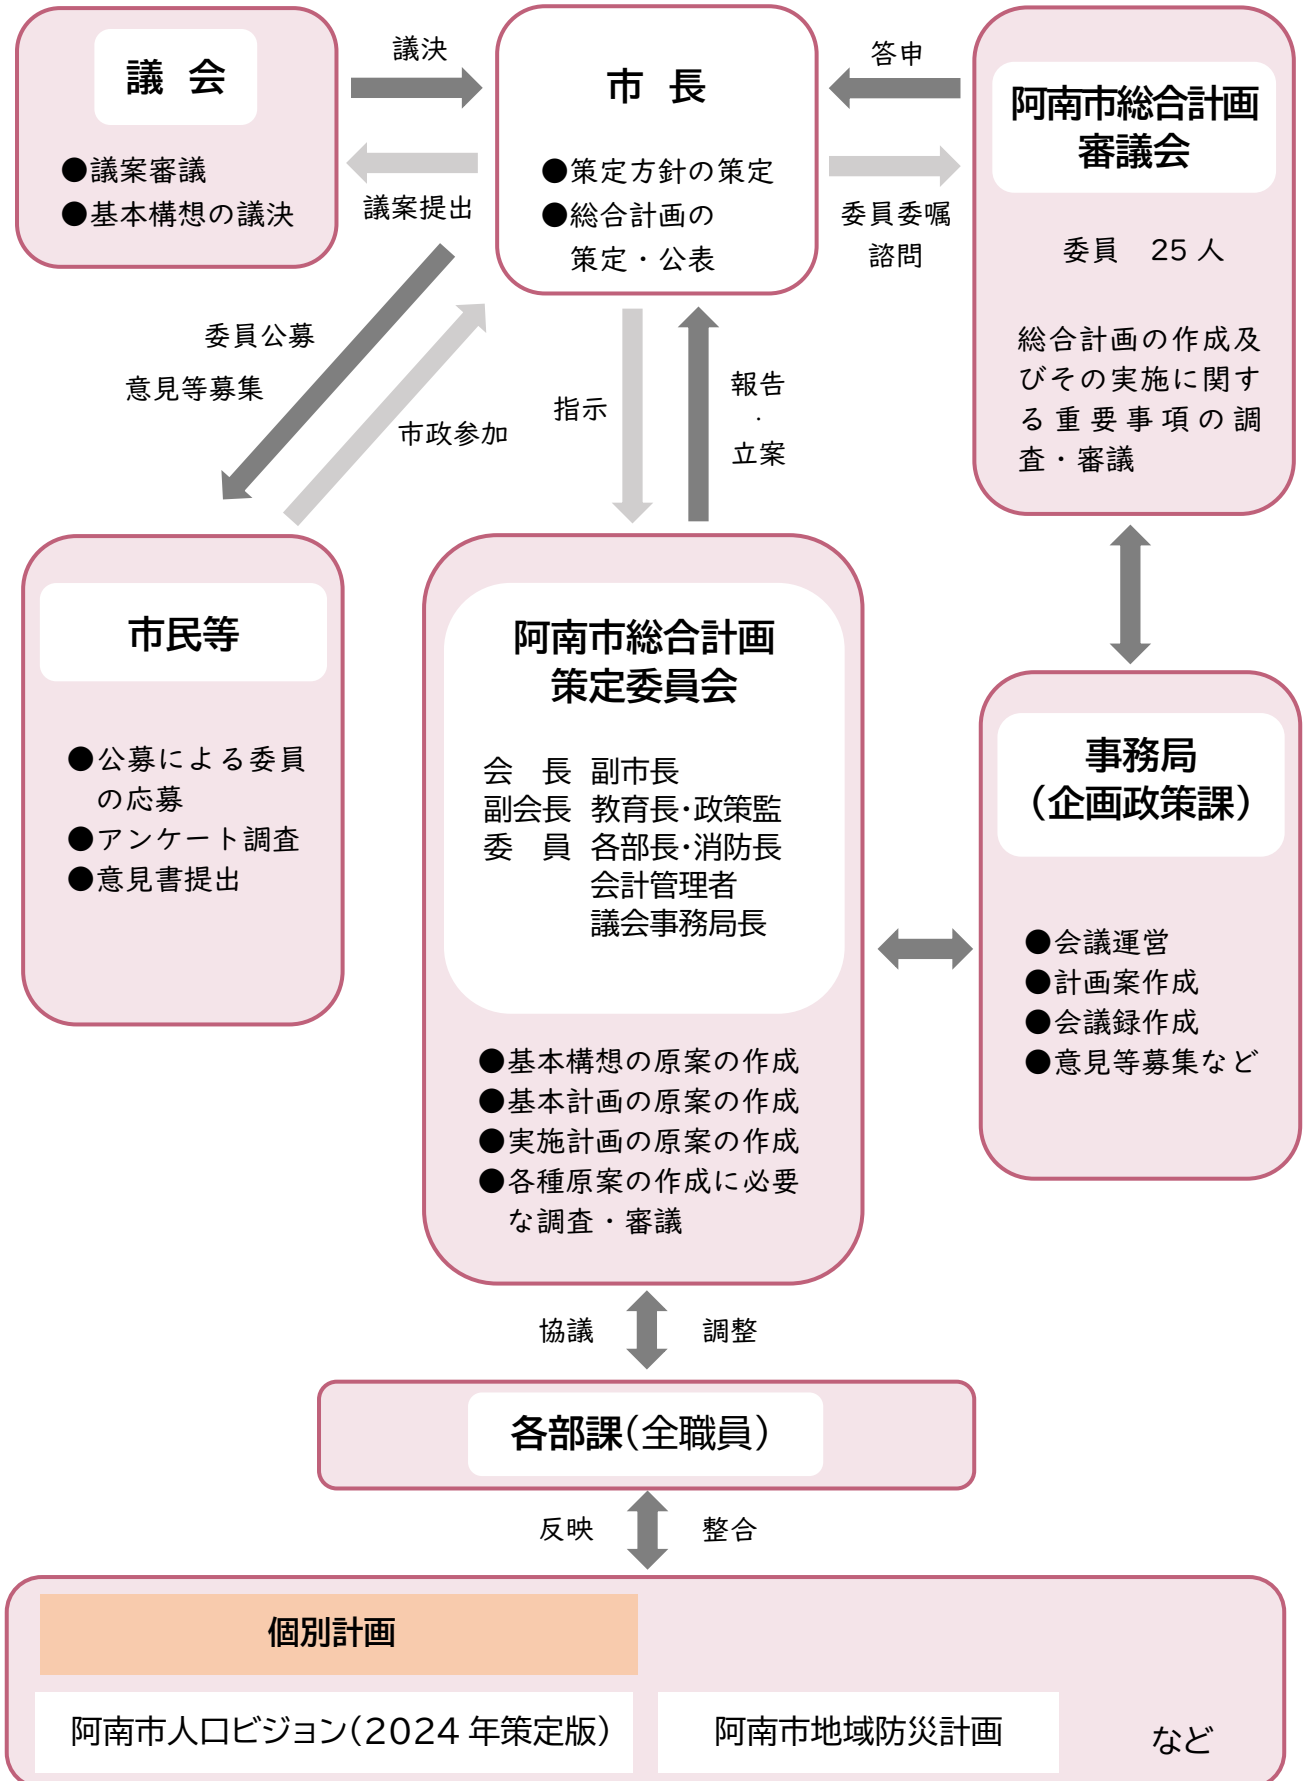 議　会
●議案審議
●基本構想の議決
議決
議案提出
市　長
●策定方針の策定
●総合計画の
策定・公表
答申
委員委嘱
諮問
阿南市総合計画
審議会
委員　25 人
総合計画の作成及
びその実施に関す
る重要事項の調
査・審議
委員公募
意見等募集
市政参加
指示
報告
・
立案
市民等
●公募による委員
の応募
●アンケート調査
●意見書提出
阿南市総合計画
策定委員会
会　長 副市長
副会長 教育長・政策監
委　員 各部長・消防長
会計管理者
議会事務局長
●基本構想の原案の作成
●基本計画の原案の作成
●実施計画の原案の作成
●各種原案の作成に必要
な調査・審議
事務局
（企画政策課）
●会議運営
●計画案作成
●会議録作成
●意見等募集など
協議　調整
各部課（全職員）
反映　整合
個別計画
阿南市人口ビジョン（2024 年策定版）
阿南市地域防災計画
など